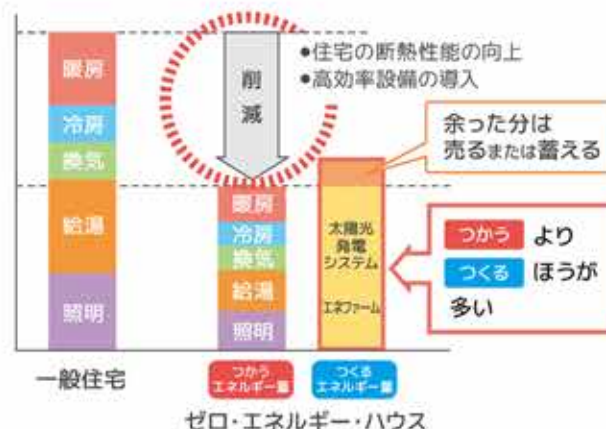 暖房
冷房
換気
給湯
照明
一般住宅
削
減
●住宅の断熱性能の向上
●高効率設備の導入
暖房
冷房
換気
給湯
照明
つかう
エネルギー量
太陽光
発電
システム
エネファーム
つくる
エネルギー量
余った分は
売るまたは蓄える
つかう より
つくる ほうが
多い
ゼロ・エネルギー・ハウス